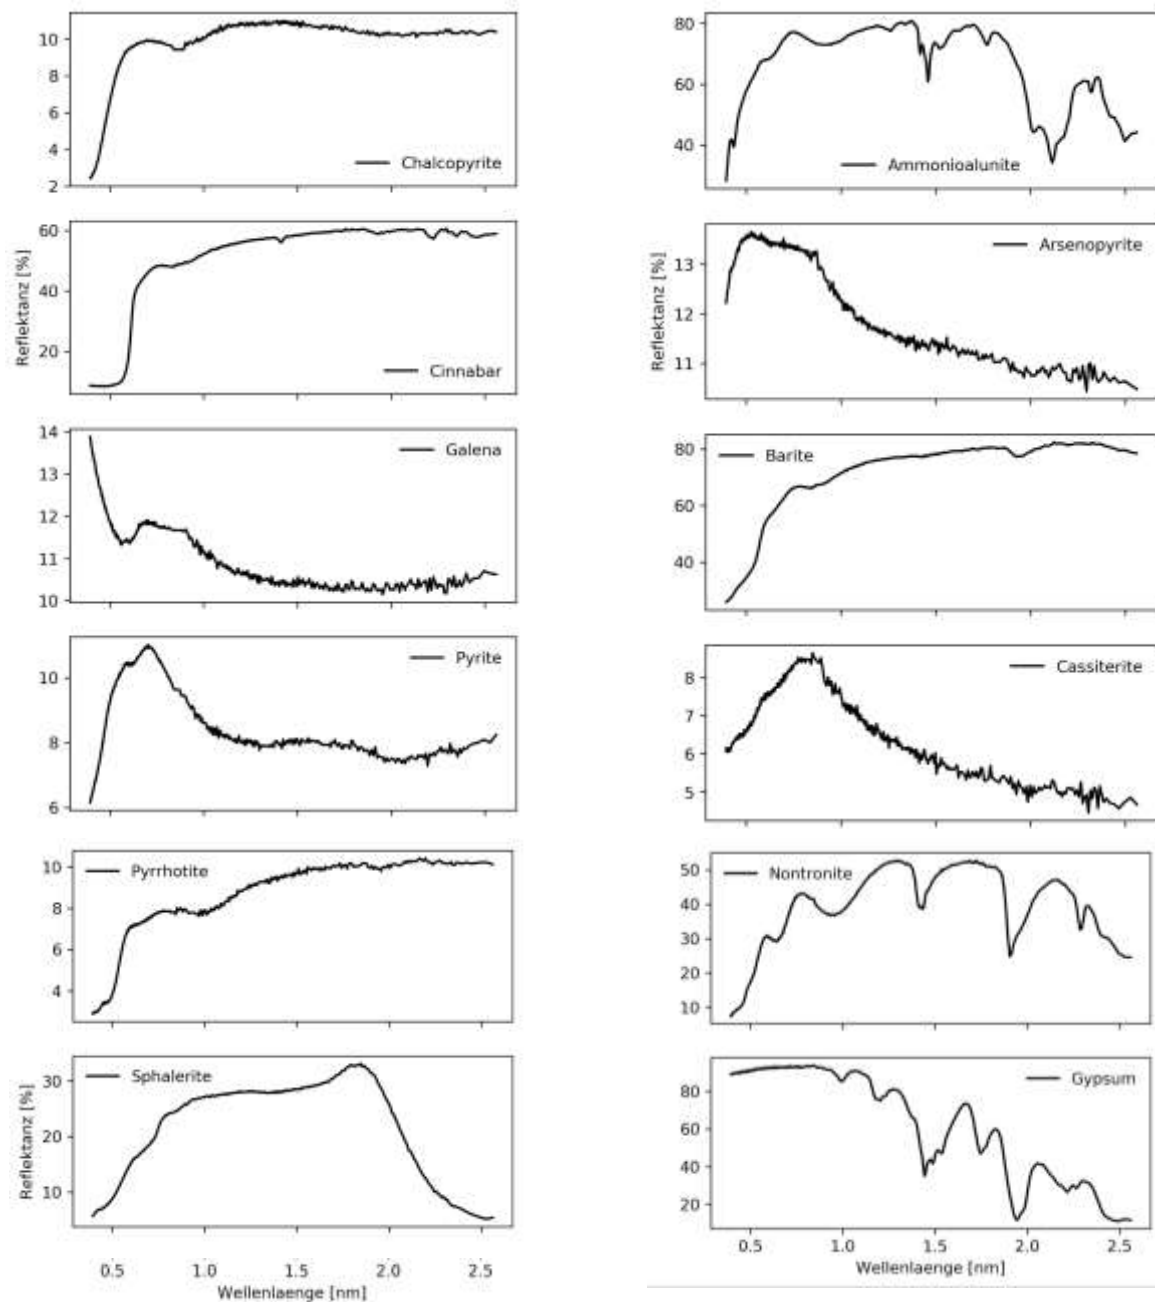 10
8
6
4
2
Chalcopyrite
60
40
20
Reflektanz [%]
Cinnabar
14
13
12
11
10
Galena
10
8
6
Pyrite
10
8
6
4
Pyrrhotite
30
20
10
Reflektanz [%]
Sphalerite
0.5 1.0 1.5 2.0 2.5
Wellenlaenge [nm]
80
60
40
Ammonioalunite
13
12
11
Reflektanz [%]
Arsenopyrite
80
60
40
Barite
8
7
6
5
Cassiterite
50
40
30
20
10
Nontronite
80
60
40
20
Gypsum
0.5 1.0 1.5 2.0 2.5
Wellenlaenge [nm]